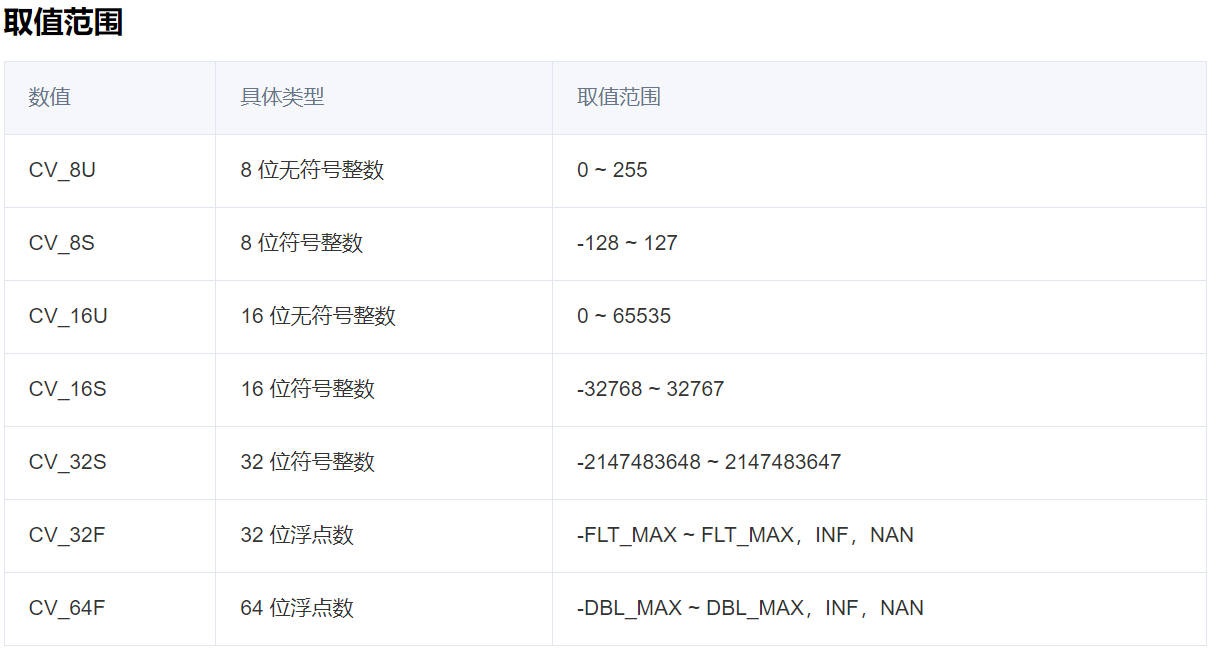 取值范围
数值 具体类型 取值范围
CV_8U 8 位无符号整数 0 ~ 255
CV_8S 8 位符号整数 -128 ~ 127
CV_16U 16 位无符号整数 0 ~ 65535
CV_16S 16 位符号整数 -32768 ~ 32767
CV_32S 32 位符号整数 -2147483648 ~ 2147483647
CV_32F 32 位浮点数 -FLT_MAX ~ FLT_MAX，INF，NAN
CV_64F 64 位浮点数 -DBL_MAX ~ DBL_MAX，INF，NAN